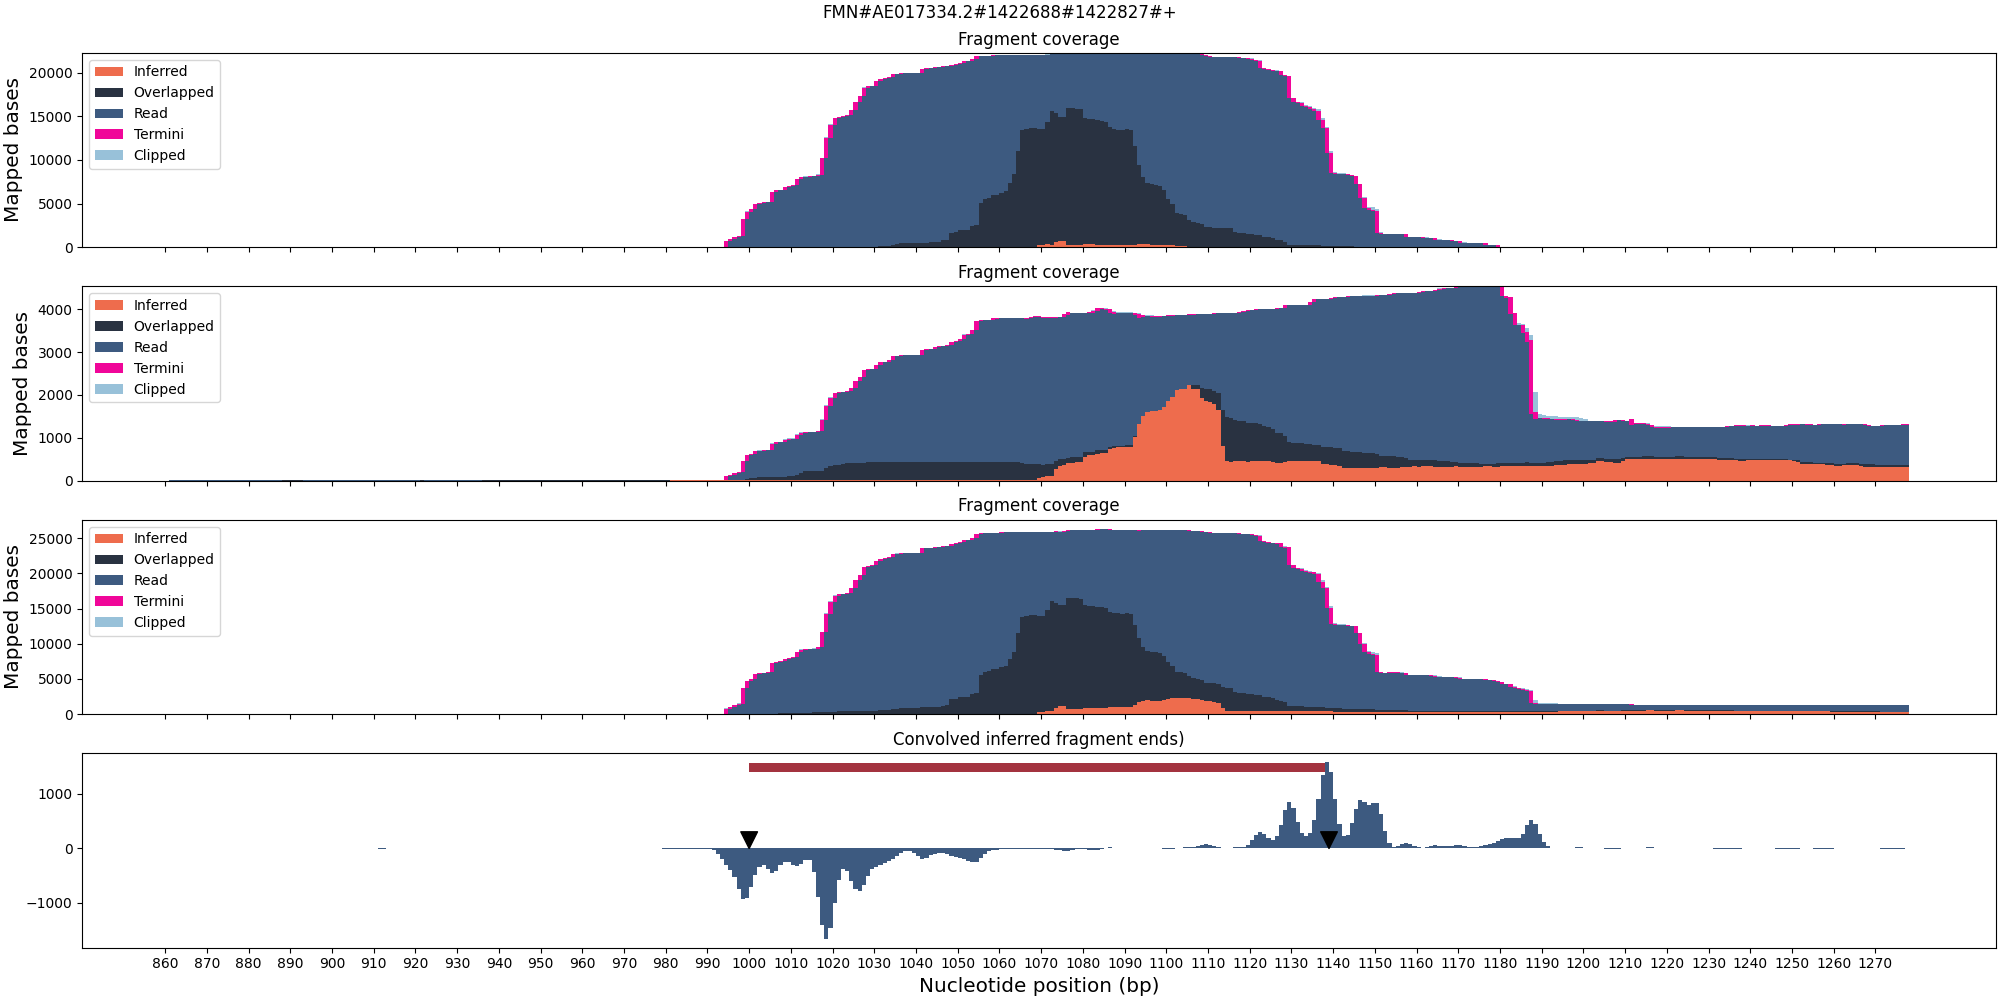 FMN#AE017334.2#1422688#1422827#+
Fragment coverage
Mapped bases
20000
15000
10000
5000
0
Inferred
Overlapped
Read
Termini
Clipped
Fragment coverage
Mapped bases
4000
3000
2000
1000
0
Inferred
Overlapped
Read
Termini
Clipped
Fragment coverage
Mapped bases
25000
20000
15000
10000
5000
0
Inferred
Overlapped
Read
Termini
Clipped
Convolved inferred fragment ends)
1000
0
−1000
860 870 880 890 900 910 920 930 940 950 960 970 980 990 1000 1010 1020 1030 1040 1050 1060 1070 1080 1090 1100 1110 1120 1130 1140 1150 1160 1170 1180 1190 1200 1210 1220 1230 1240 1250 1260 1270
Nucleotide position (bp)